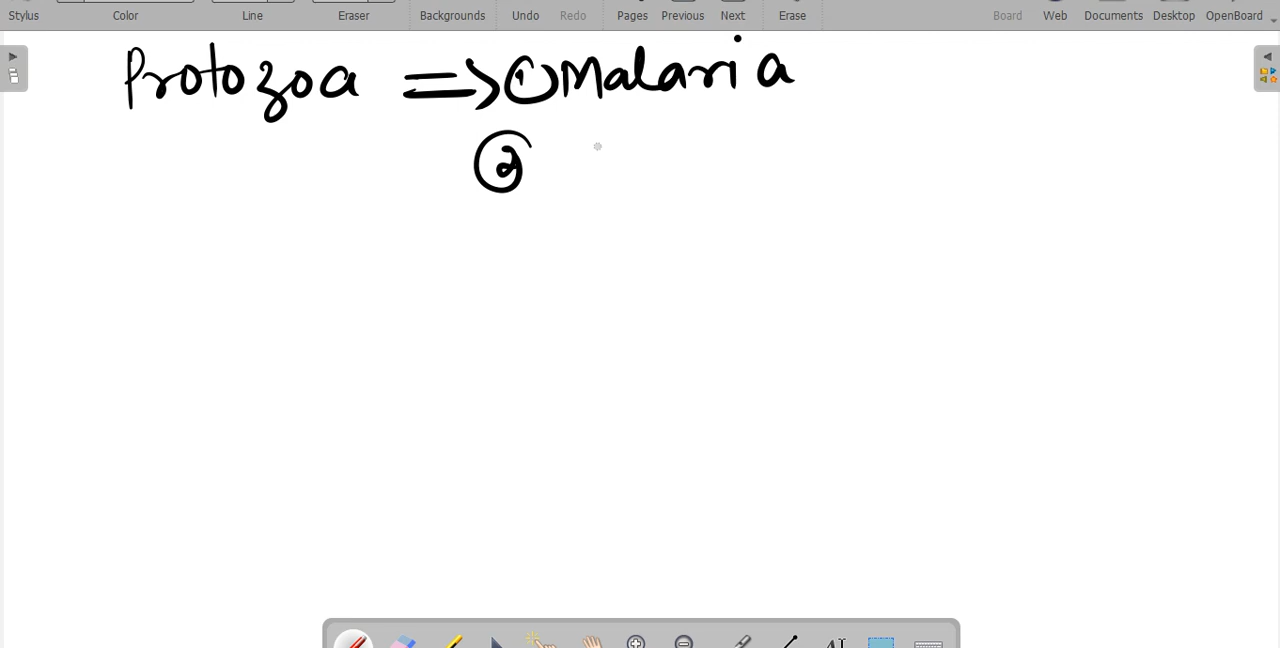 Stylus Color Line Eraser Backgrounds Undo Redo Pages Previous Next Erase Board Web Documents Desktop OpenBoard
Protozoa => ① Malaria
②